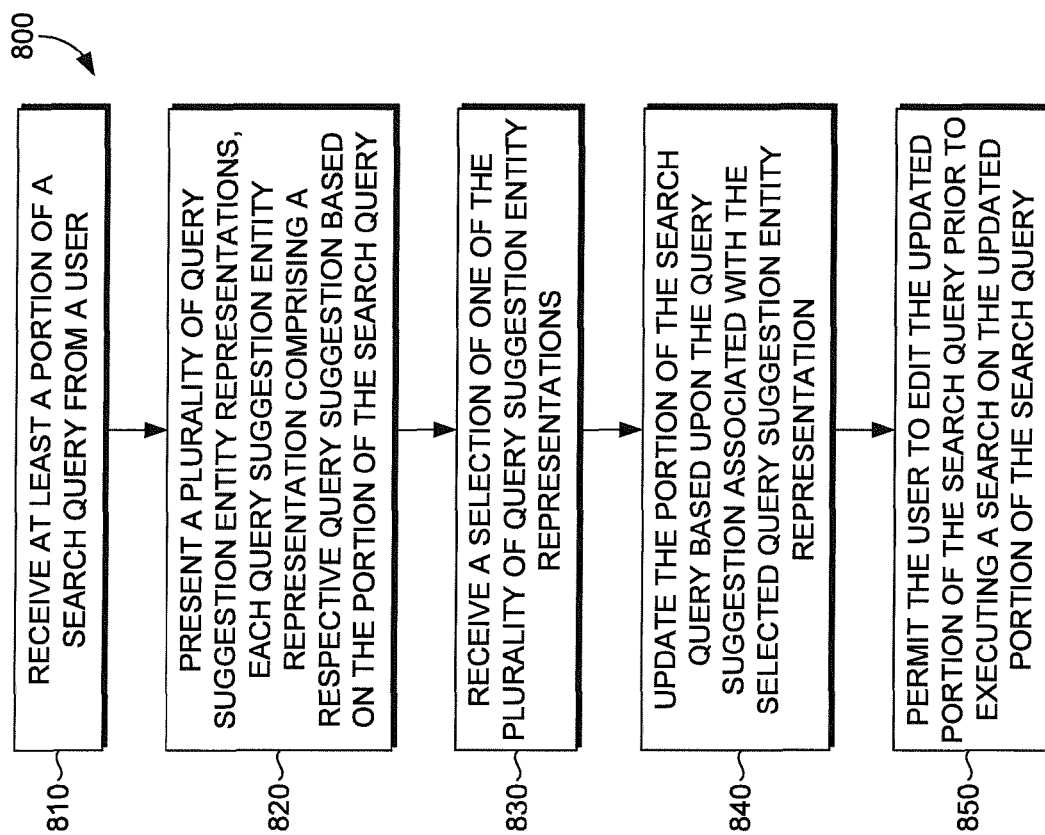 800
810
RECEIVE AT LEAST A PORTION OF A
SEARCH QUERY FROM A USER
820
PRESENT A PLURALITY OF QUERY
SUGGESTION ENTITY REPRESENTATIONS,
EACH QUERY SUGGESTION ENTITY
REPRESENTATION COMPRISING A
RESPECTIVE QUERY SUGGESTION BASED
ON THE PORTION OF THE SEARCH QUERY
830
RECEIVE A SELECTION OF ONE OF THE
PLURALITY OF QUERY SUGGESTION ENTITY
REPRESENTATIONS
840
UPDATE THE PORTION OF THE SEARCH
QUERY BASED UPON THE QUERY
SUGGESTION ASSOCIATED WITH THE
SELECTED QUERY SUGGESTION ENTITY
REPRESENTATION
850
PERMIT THE USER TO EDIT THE UPDATED
PORTION OF THE SEARCH QUERY PRIOR TO
EXECUTING A SEARCH ON THE UPDATED
PORTION OF THE SEARCH QUERY